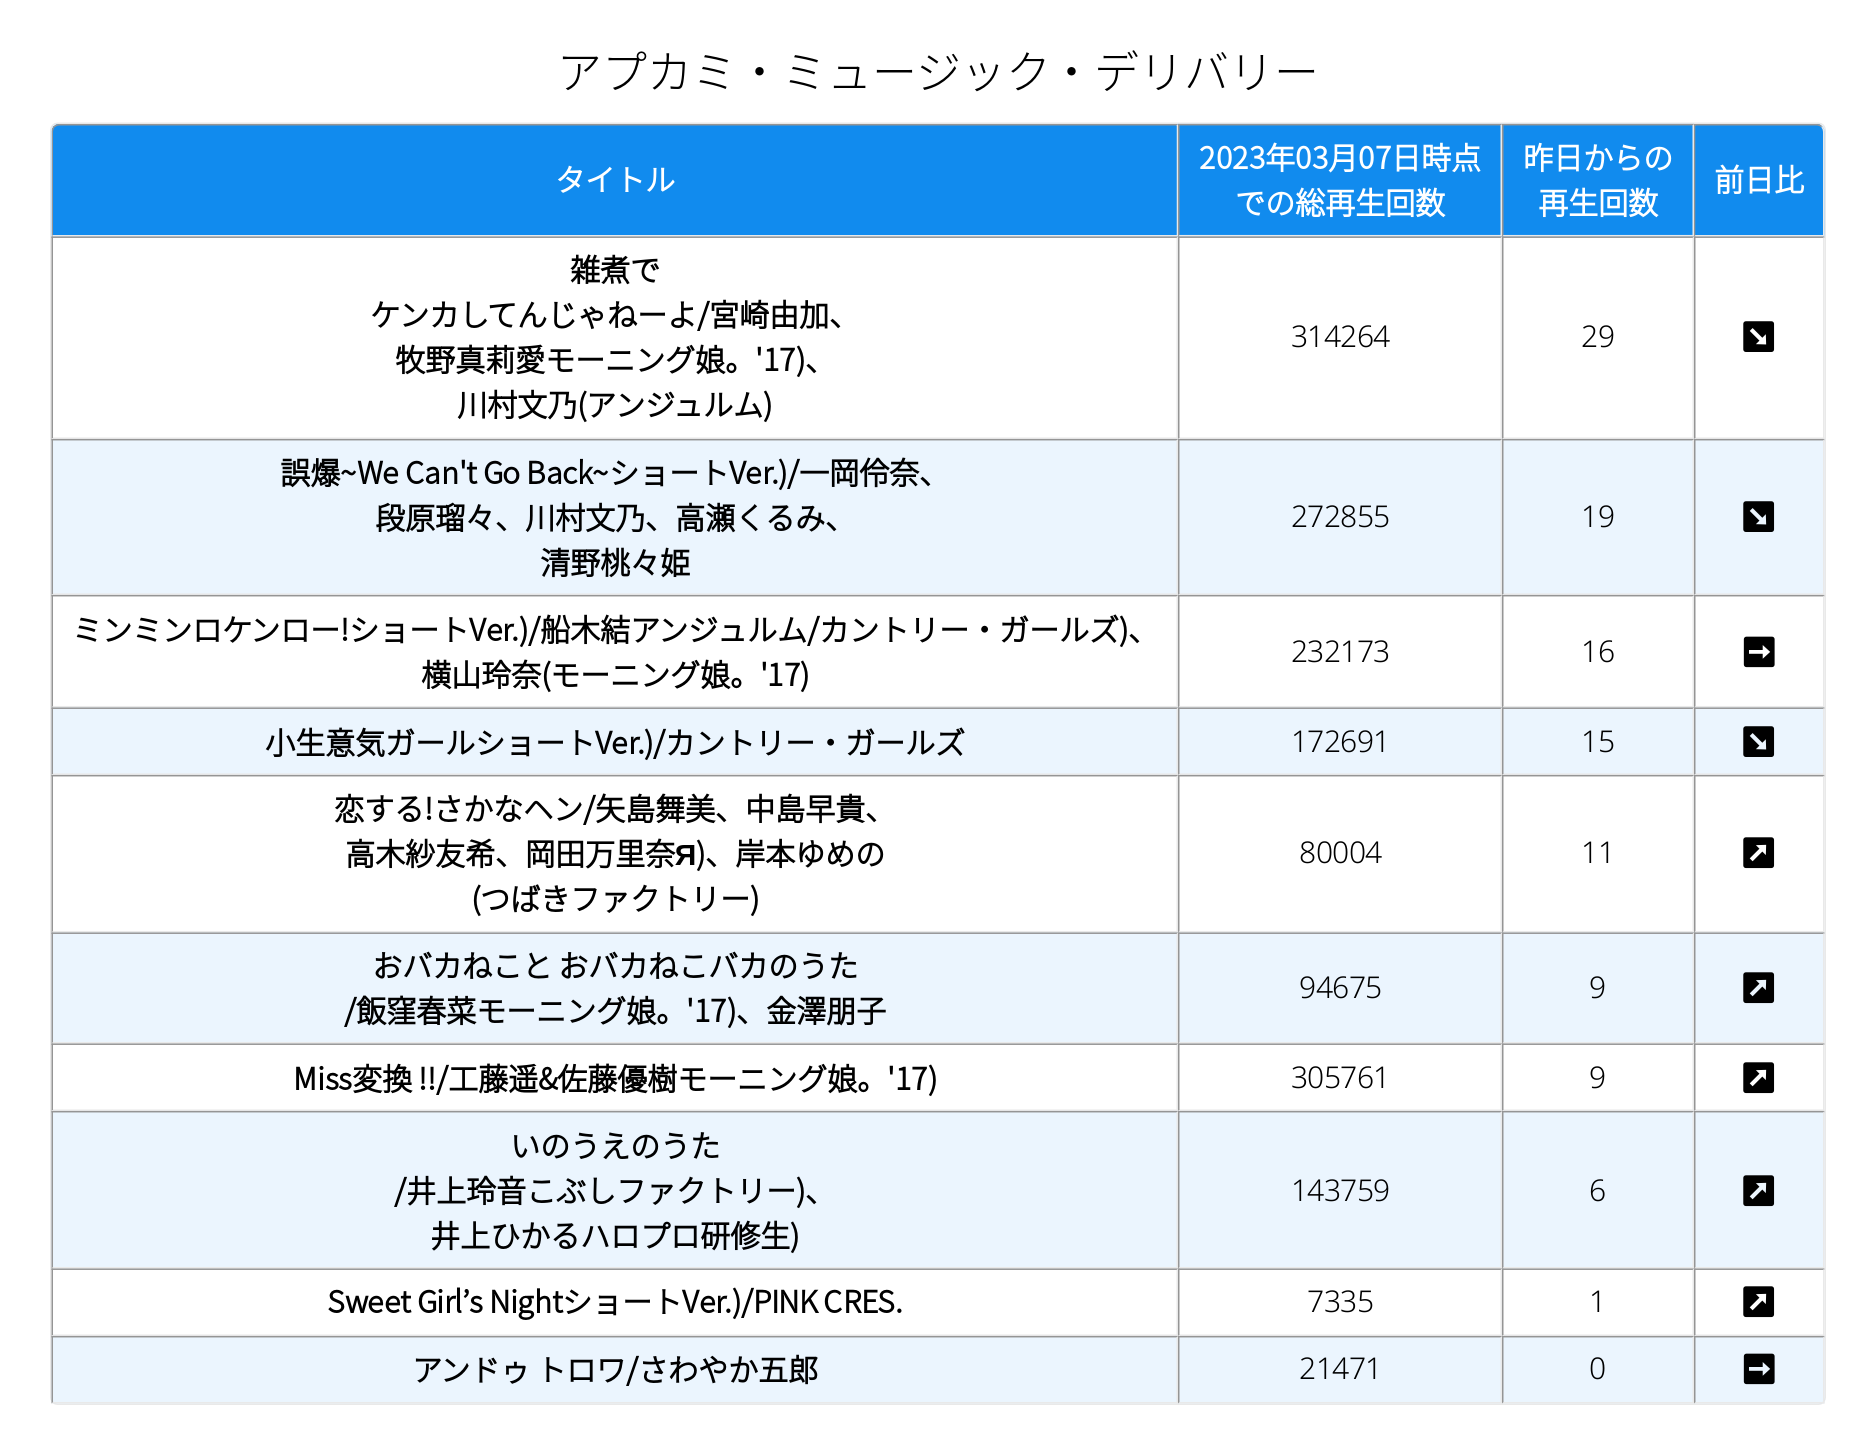 アプカミ・ミュージック・デリバリー
タイトル
2023年03月07日時点
での総再生回数
昨日からの
再生回数
前日比
雑煮で
ケンカしてんじゃねーよ/宮崎由加、
牧野真莉愛モーニング娘。'17)、
川村文乃(アンジュルム)
314264
29
誤爆~We Can't Go Back~ショートVer.)/一岡伶奈、
段原瑠々、川村文乃、高瀬くるみ、
清野桃々姫
272855
19
ミンミンロケンロー!ショートVer.)/船木結アンジュルム/カントリー・ガールズ)、
横山玲奈(モーニング娘。'17)
232173
16
小生意気ガールショートVer.)/カントリー・ガールズ
172691
15
恋する!さかなヘン/矢島舞美、中島早貴、
高木紗友希、岡田万里奈Я)、岸本ゆめの
(つばきファクトリー)
80004
11
おバカねこと おバカねこバカのうた
/飯窪春菜モーニング娘。'17)、金澤朋子
94675
9
Miss変換 !!/工藤遥&佐藤優樹モーニング娘。'17)
305761
9
いのうえのうた
/井上玲音こぶしファクトリー)、
井上ひかるハロプロ研修生)
143759
6
Sweet Girl’s NightショートVer.)/PINK CRES.
7335
1
アンドゥ トロワ/さわやか五郎
21471
0